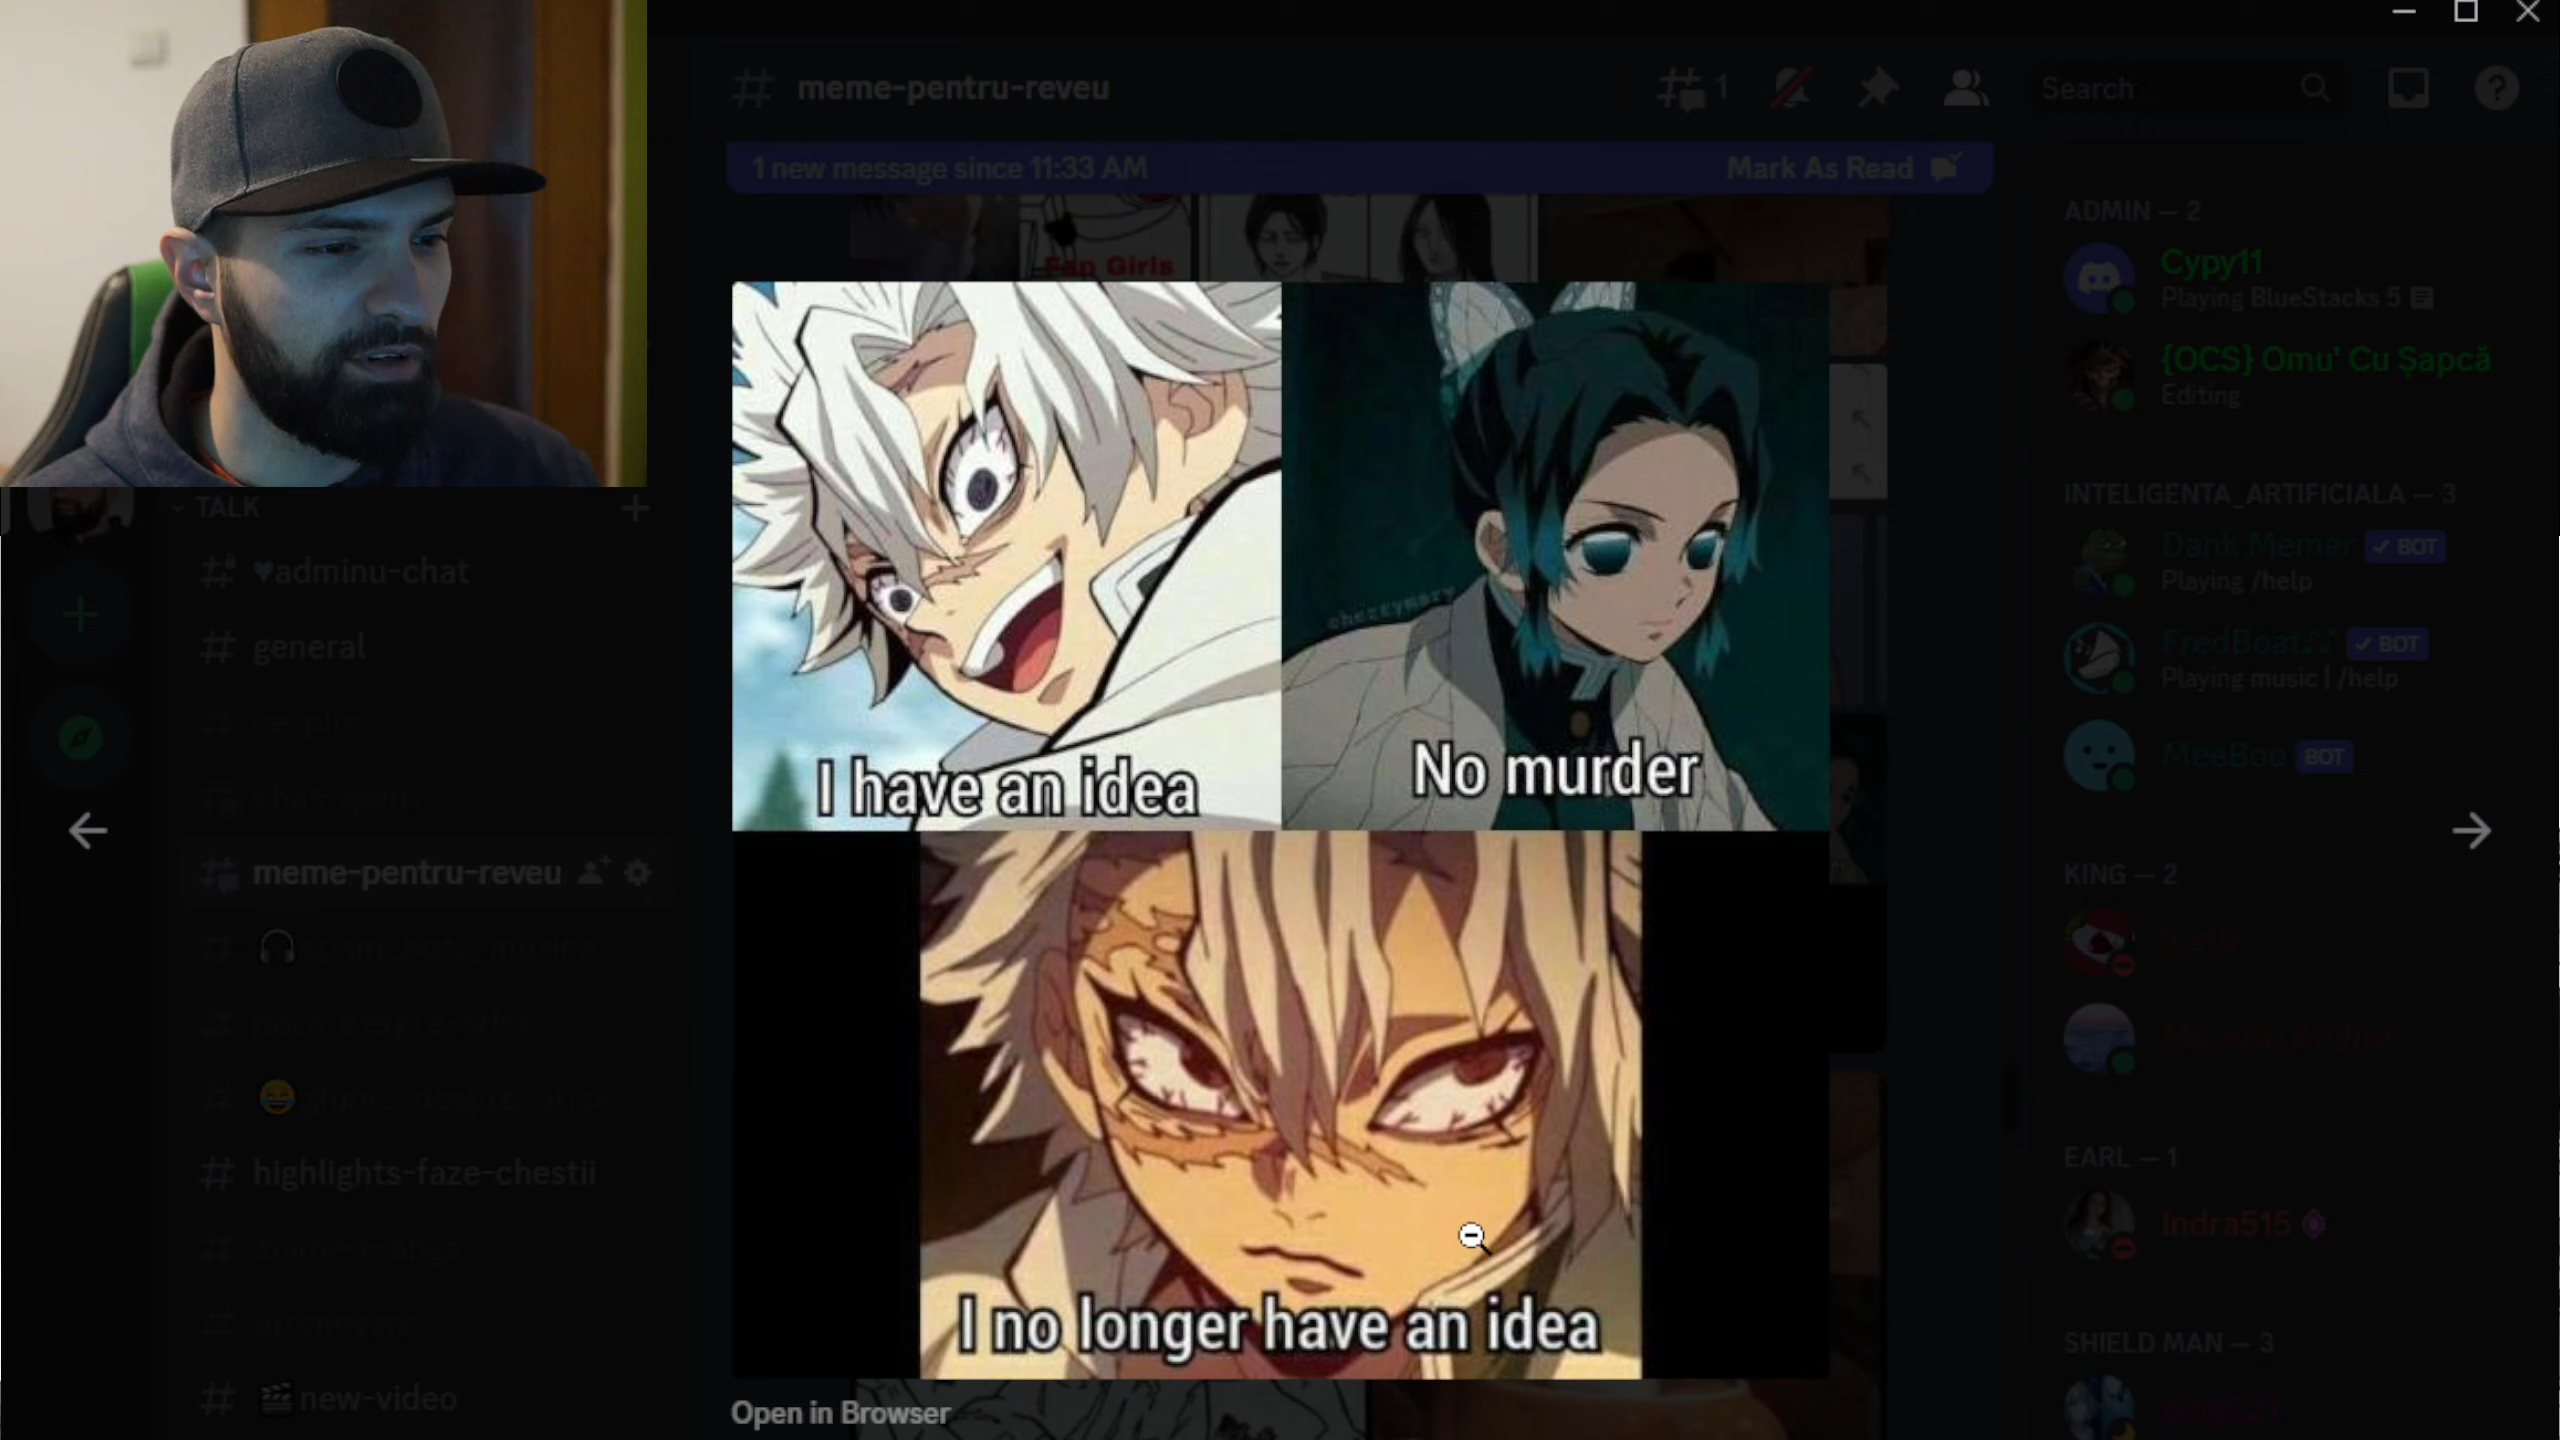 meme-pentru-reveu
1
Search
1 new message since 11:33 AM
Mark As Read
Fan Girls
I have an idea
No murder
I no longer have an idea
Open in Browser
TALK
♥adminu-chat
general
meme-pentru-reveu
highlights-faze-chestii
new-video
ADMIN — 2
Cypy11
Playing BlueStacks 5
{OCS} Omu' Cu Șapcă
Editing
INTELIGENTA_ARTIFICIALA — 3
Dank Memer
BOT
Playing /help
FredBoat♪♪
BOT
Playing music | /help
MeeBoo
BOT
KING — 2
EARL — 1
Indra515
SHIELD MAN — 3